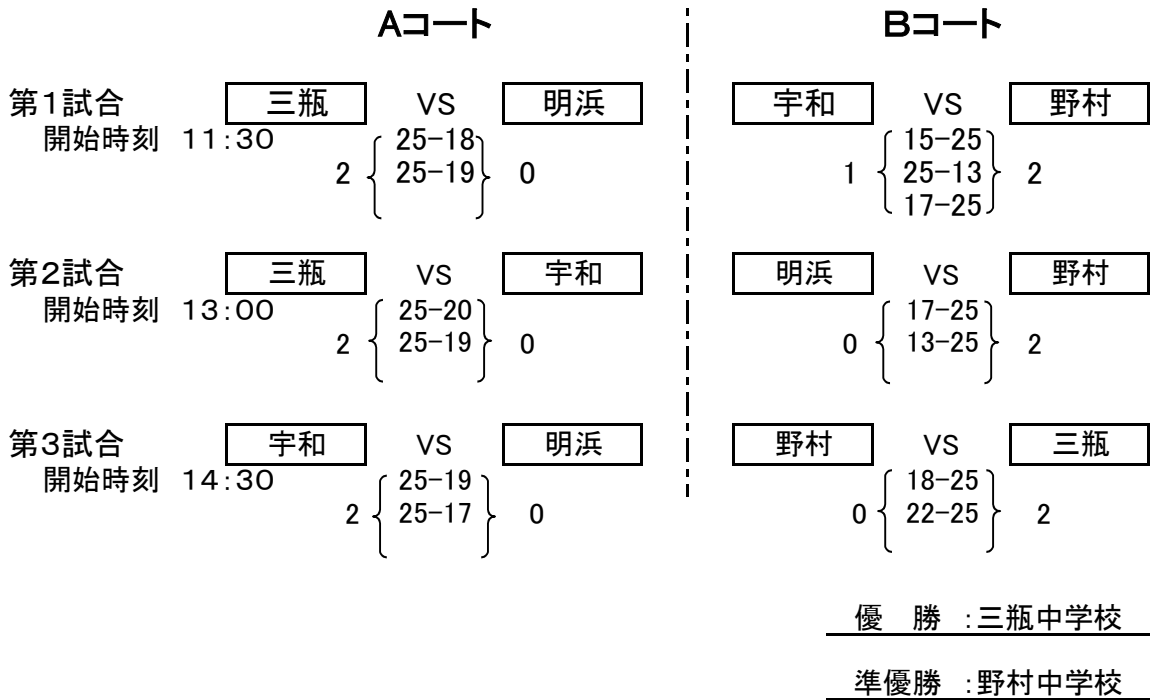 Aコート Bコート
第1試合 三瓶 VS 明浜 宇和 VS 野村
開始時刻 11:30 25-18 15-25
2 25-19 0 1 25-13 2
17-25
第2試合 三瓶 VS 宇和 明浜 VS 野村
開始時刻 13:00 25-20 17-25
2 25-19 0 0 13-25 2
第3試合 宇和 VS 明浜 野村 VS 三瓶
開始時刻 14:30 25-19 18-25
2 25-17 0 0 22-25 2
優 勝 :三瓶中学校
準優勝 :野村中学校